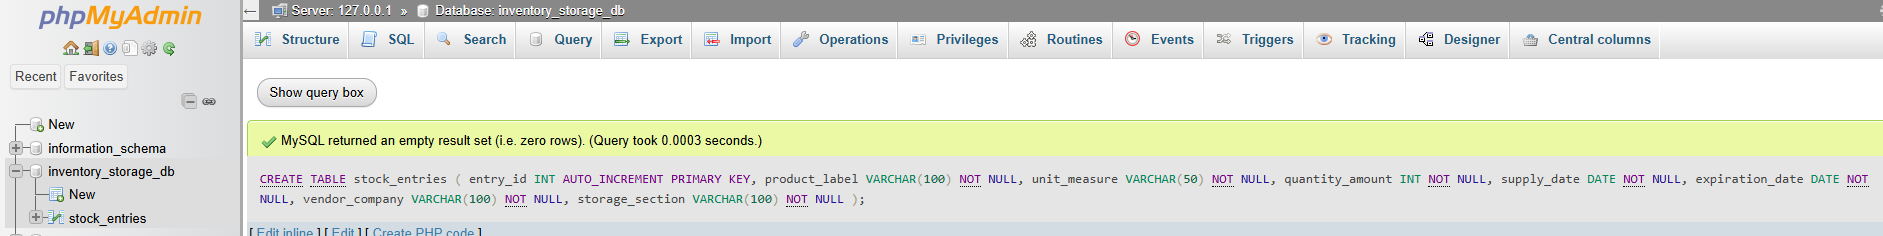 phpMyAdmin
Recent Favorites
New
information_schema
inventory_storage_db
New
stock_entries
Server: 127.0.0.1 » Database: inventory_storage_db
Structure SQL Search Query Export Import Operations Privileges Routines Events Triggers Tracking Designer Central columns
Show query box
MySQL returned an empty result set (i.e. zero rows). (Query took 0.0003 seconds.)
CREATE TABLE stock_entries ( entry_id INT AUTO_INCREMENT PRIMARY KEY, product_label VARCHAR(100) NOT NULL, unit_measure VARCHAR(50) NOT NULL, quantity_amount INT NOT NULL, supply_date DATE NOT NULL, expiration_date DATE NOT
NULL, vendor_company VARCHAR(100) NOT NULL, storage_section VARCHAR(100) NOT NULL );
[ Edit inline ] [ Edit ] [ Create PHP code ]